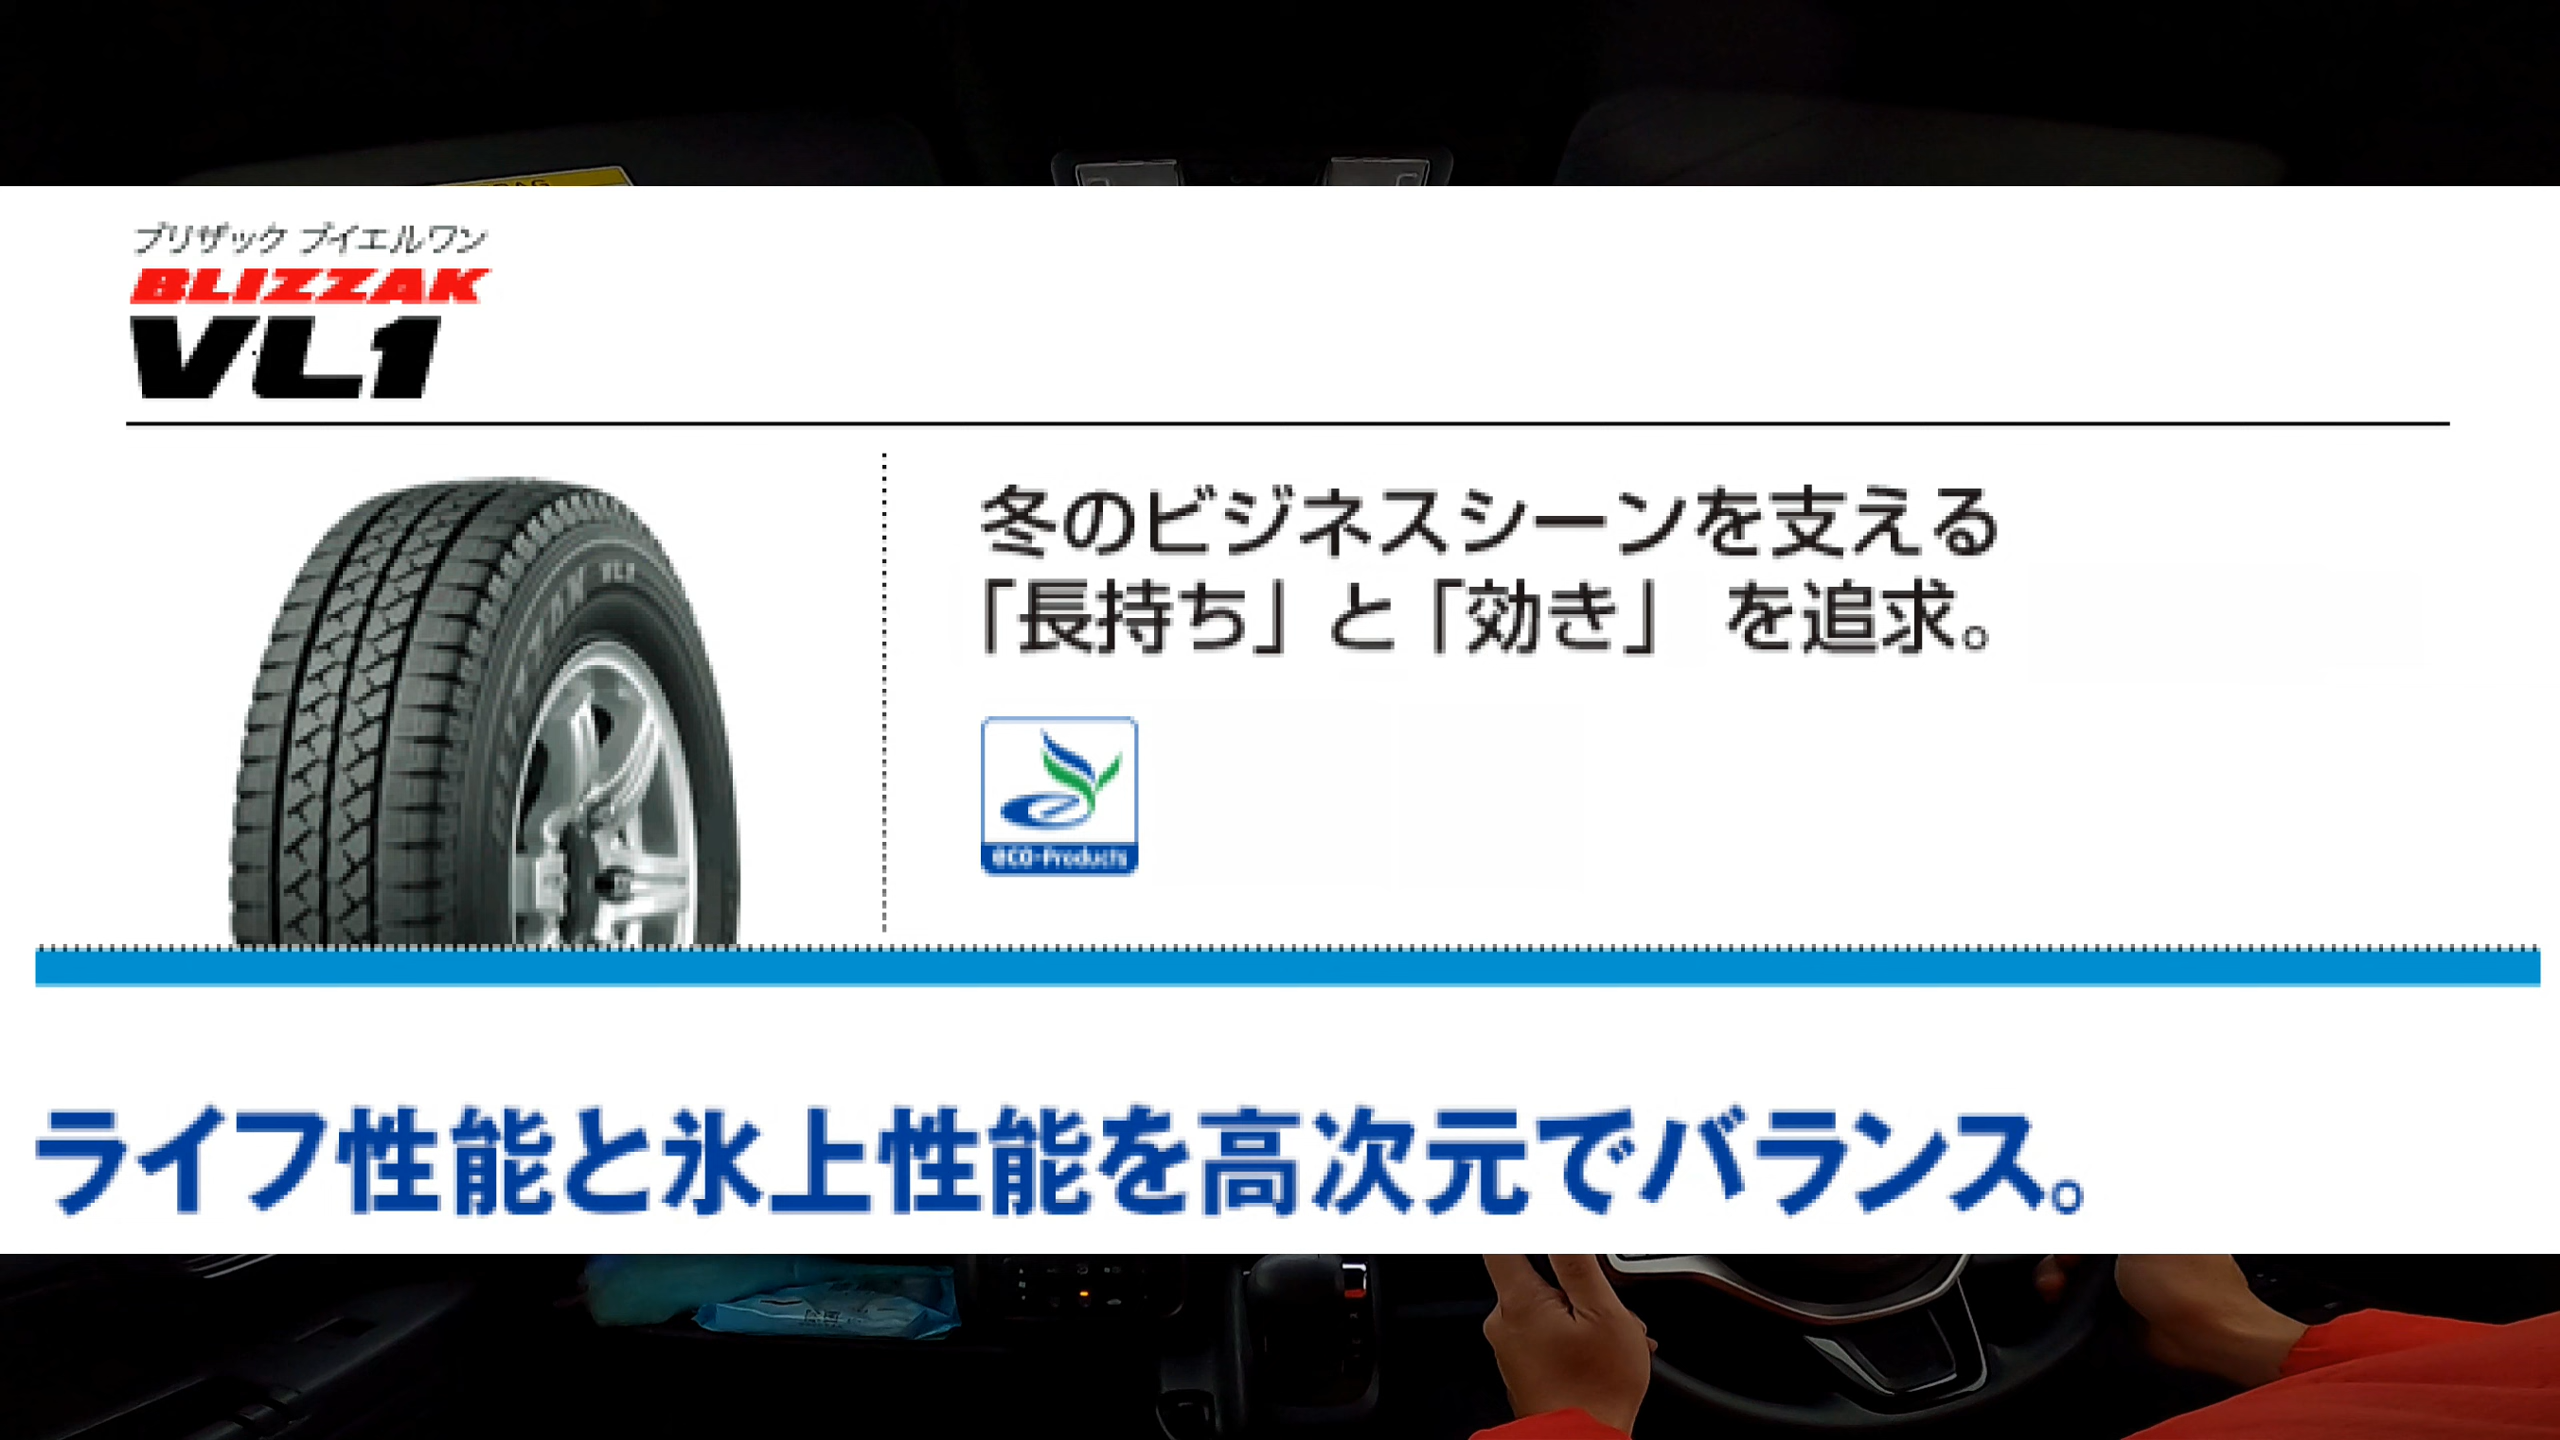 ブリザック ブイエルワン
BLIZZAK
VL1
VL1
冬のビジネスシーンを支える
「長持ち」と「効き」 を追求。
eco-Products
ライフ性能と氷上性能を高次元でバランス。